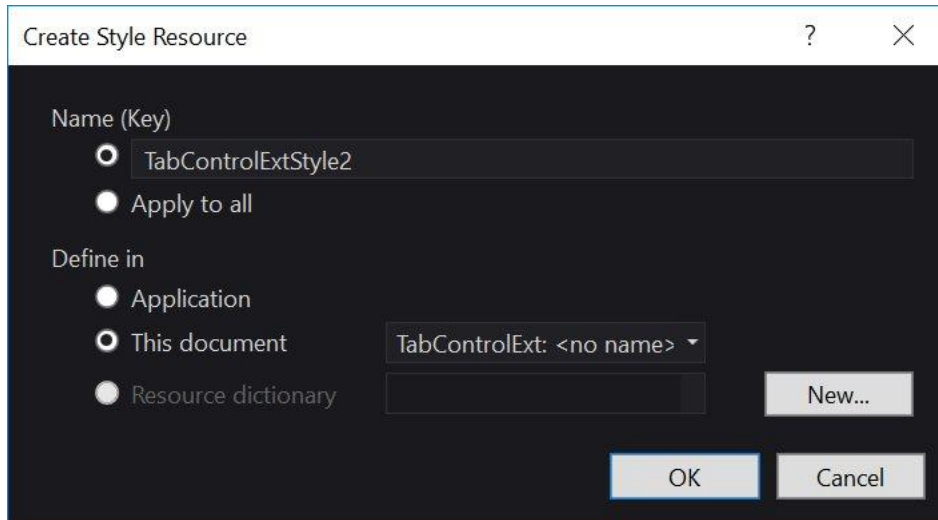 Create Style Resource ?
Name (Key)
TabControlExtStyle2
Apply to all
Define in
Application
This document TabControlExt: <no name>
Resource dictionary New...
OK Cancel